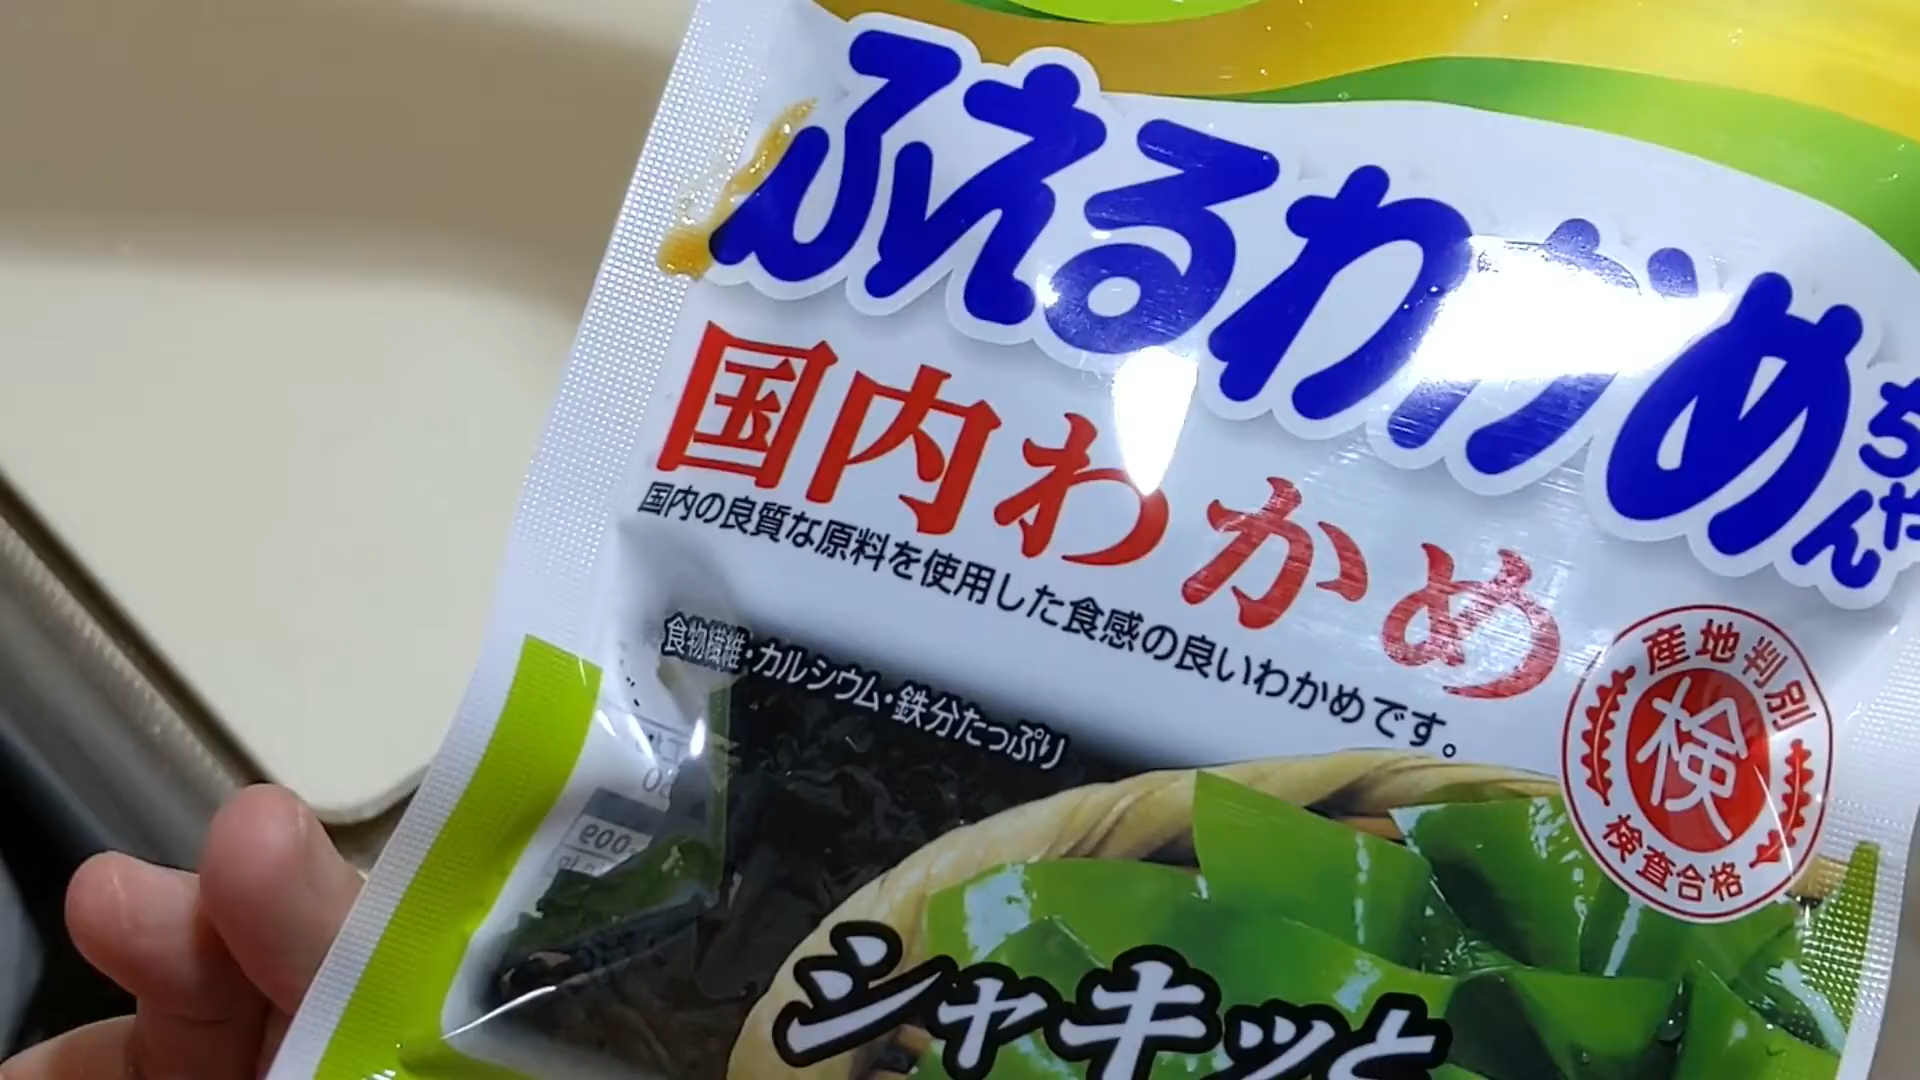 ふえるわかめ
ちゃん
国内わかめ
国内の良質な原料を使用した食感の良いわかめです。
食物繊維・カルシウム・鉄分たっぷり
産地判別
検
検査合格
シャキッと